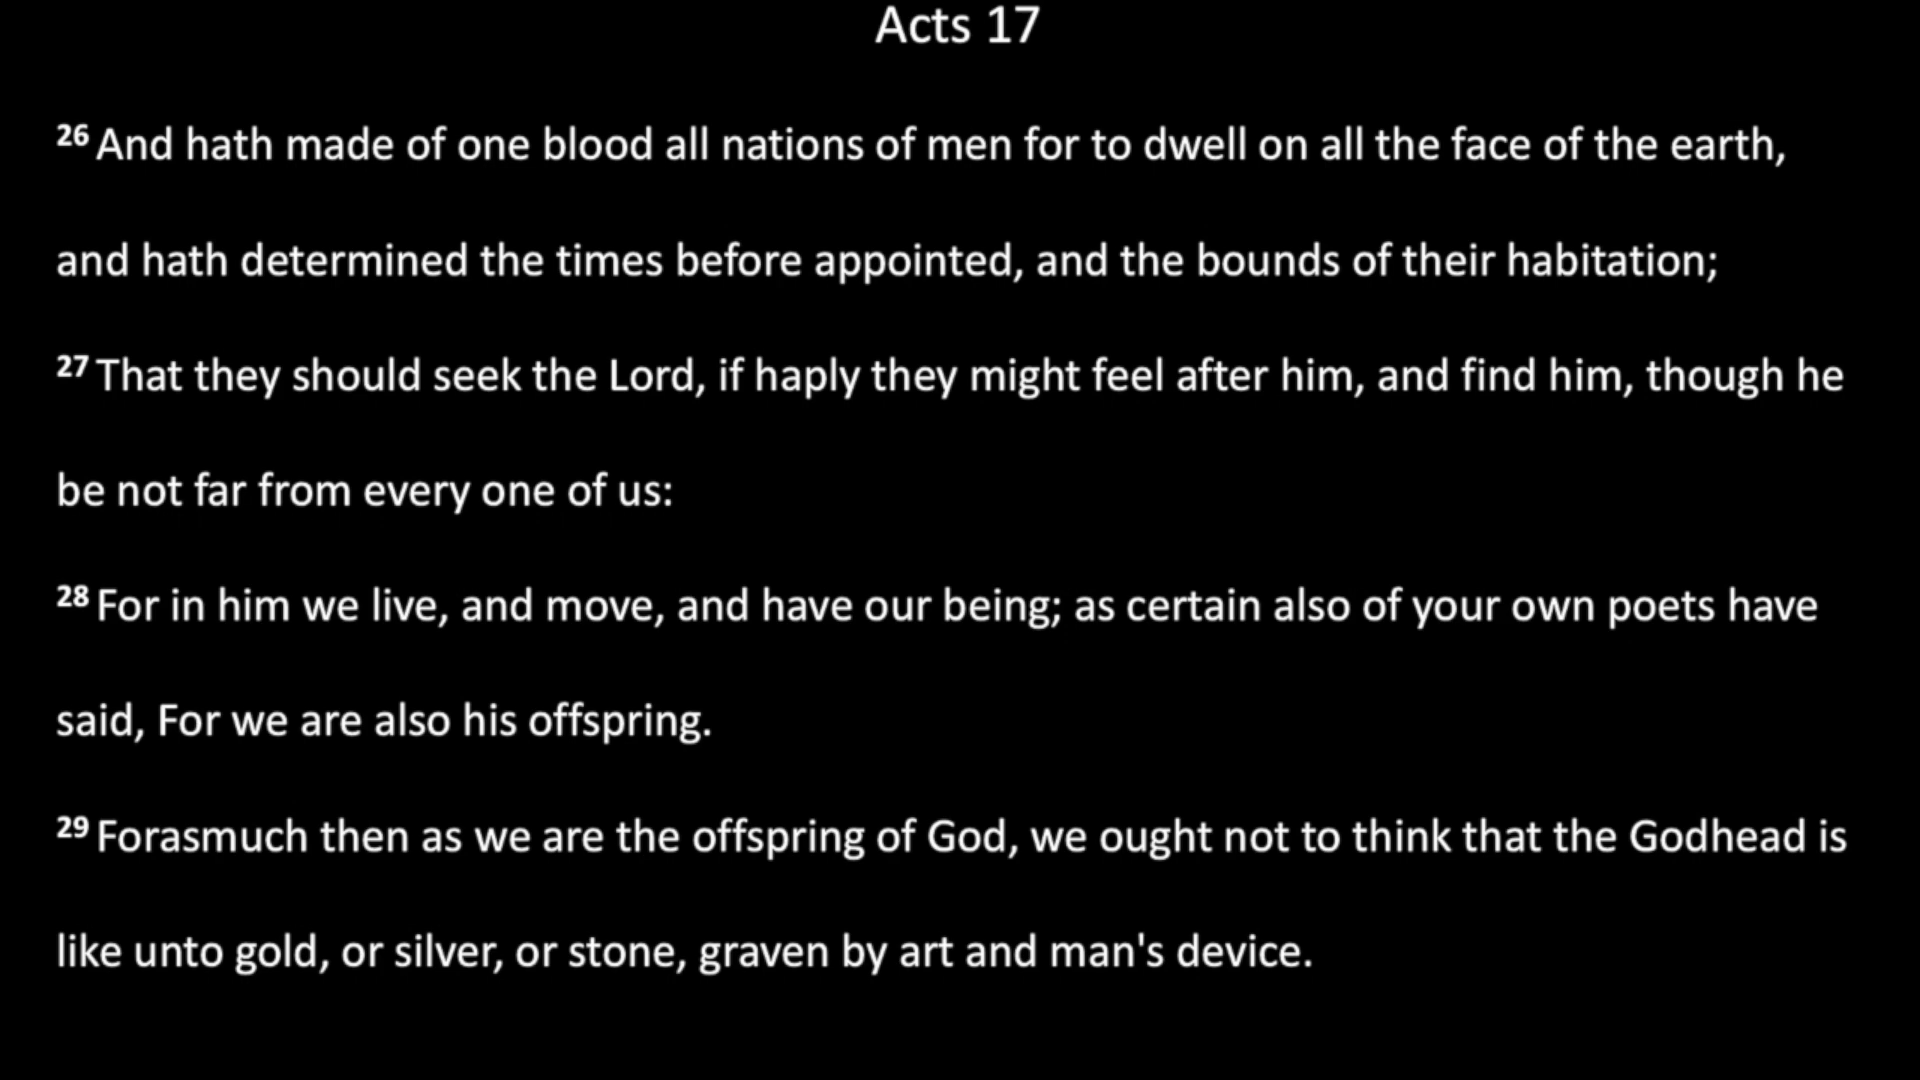 Acts 17
26 And hath made of one blood all nations of men for to dwell on all the face of the earth,
and hath determined the times before appointed, and the bounds of their habitation;
27 That they should seek the Lord, if haply they might feel after him, and find him, though he
be not far from every one of us:
28 For in him we live, and move, and have our being; as certain also of your own poets have
said, For we are also his offspring.
29 Forasmuch then as we are the offspring of God, we ought not to think that the Godhead is
like unto gold, or silver, or stone, graven by art and man's device.